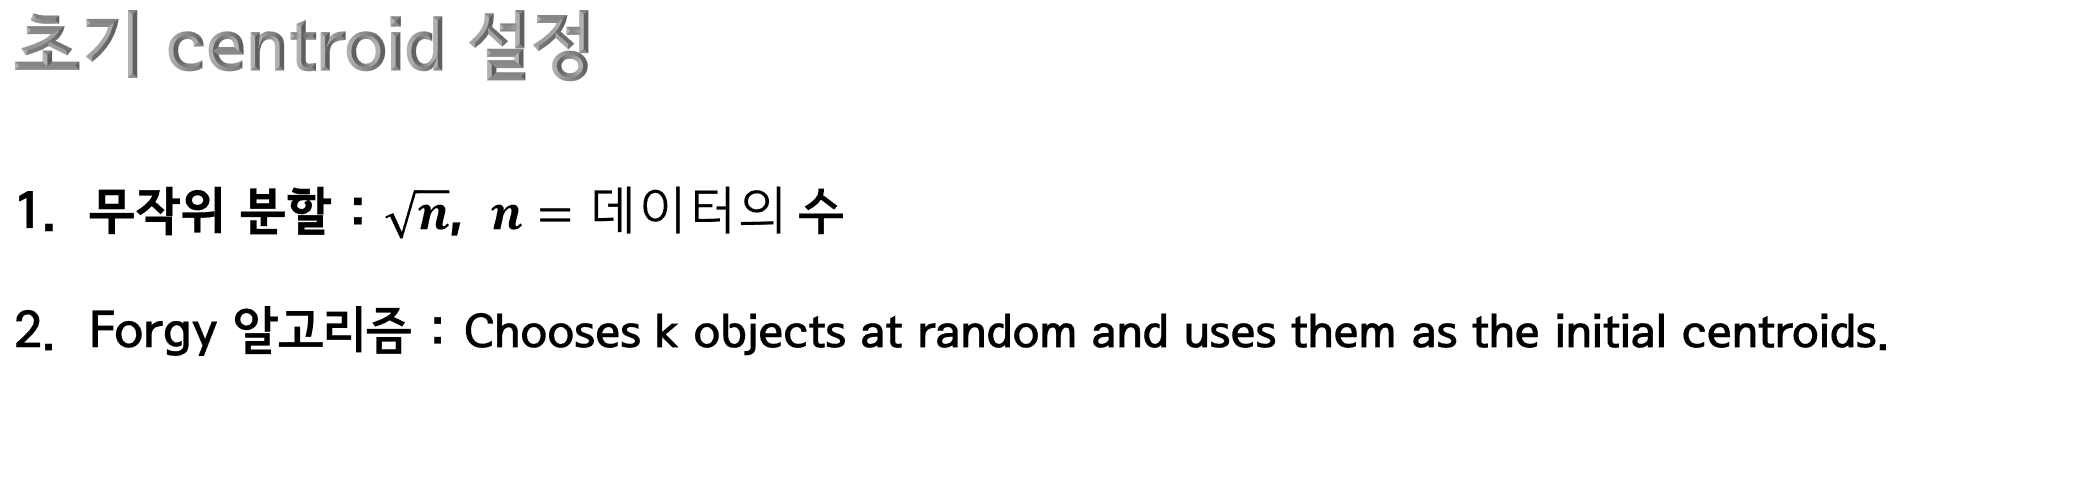 초기 centroid 설정
1. 무작위 분할 : √n, n = 데이터의 수
2. Forgy 알고리즘 : Chooses k objects at random and uses them as the initial centroids.